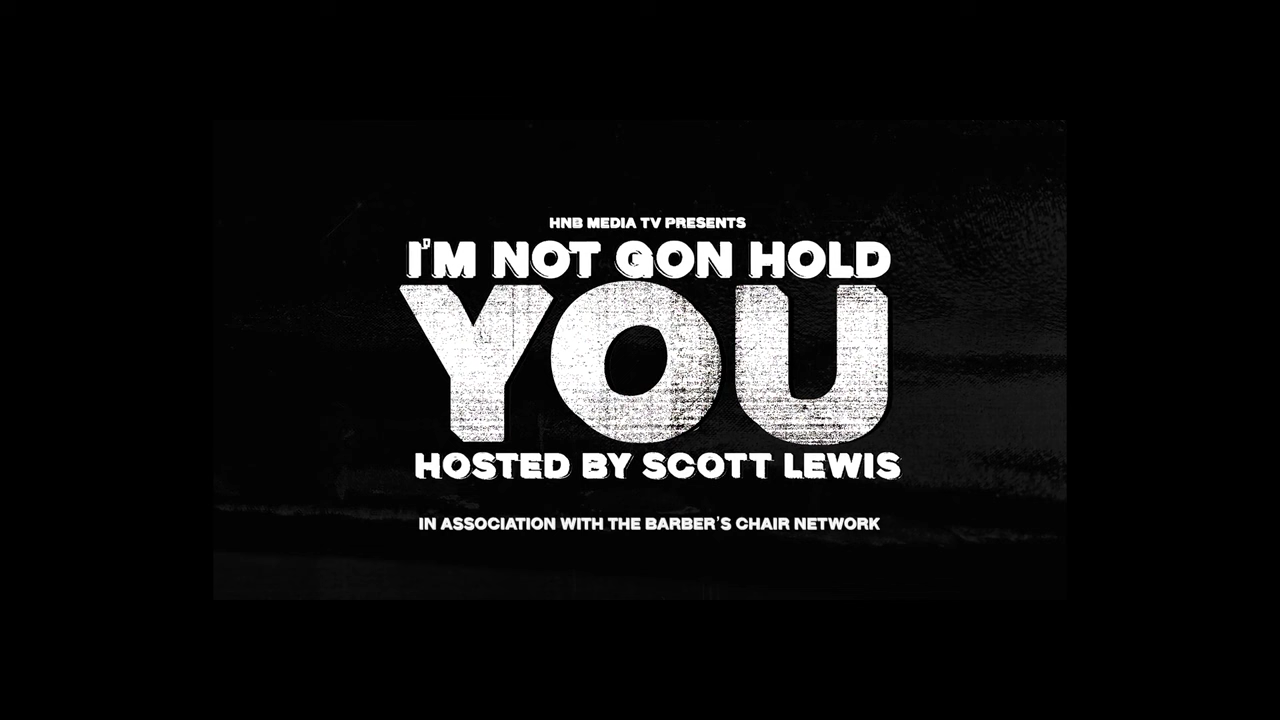 HNB MEDIA TV PRESENTS
I'M NOT GON HOLD
YOU
HOSTED BY SCOTT LEWIS
IN ASSOCIATION WITH THE BARBER'S CHAIR NETWORK